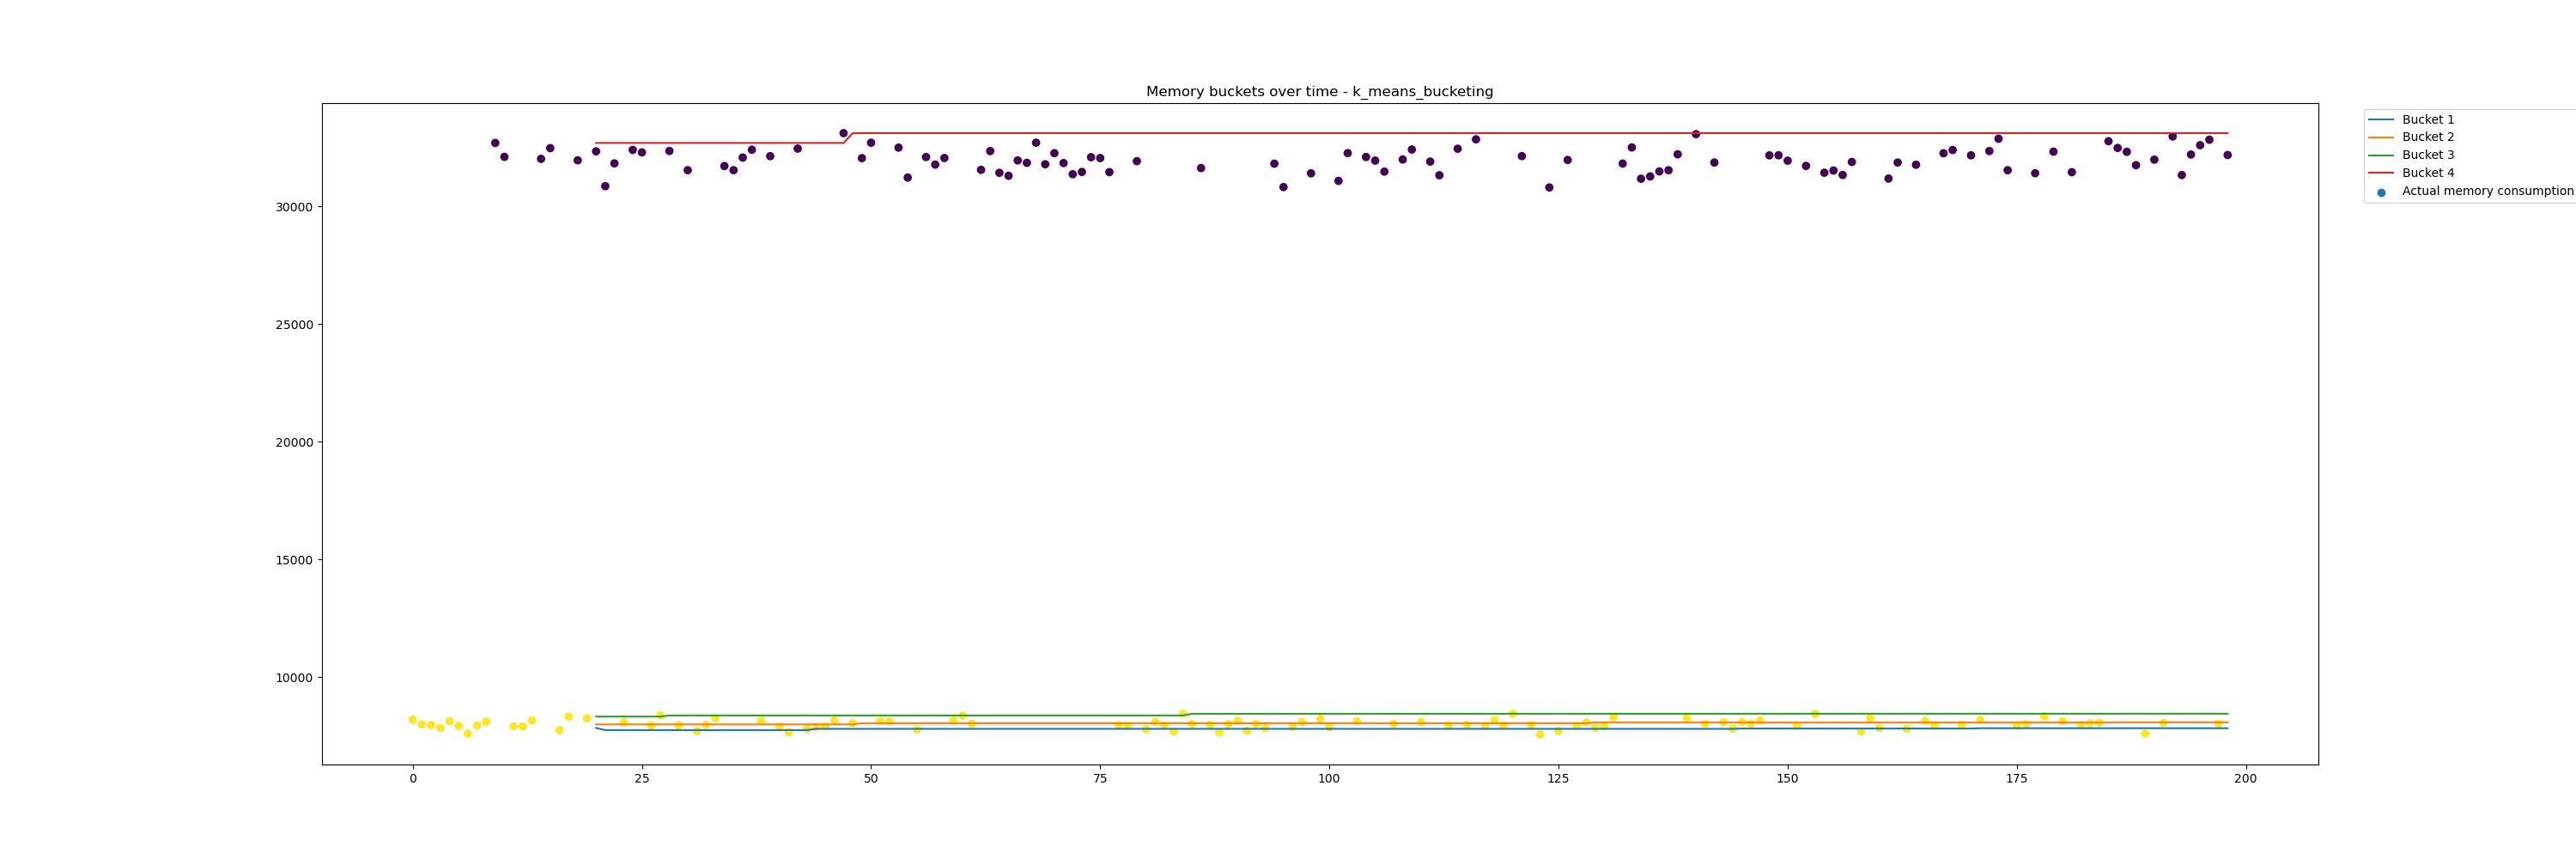 Memory buckets over time - k_means_bucketing
Bucket 1
Bucket 2
Bucket 3
Bucket 4
Actual memory consumption
30000
25000
20000
15000
10000
0 25 50 75 100 125 150 175 200